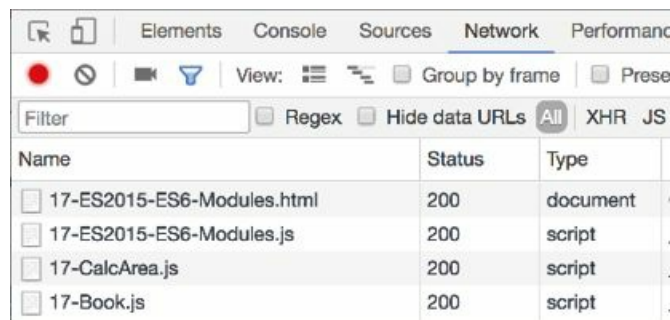 Elements Console Sources Network Performanc
View: Group by frame Prese
Filter Regex Hide data URLs All XHR JS
Name Status Type
17-ES2015-ES6-Modules.html 200 document
17-ES2015-ES6-Modules.js 200 script
17-CalcArea.js 200 script
17-Book.js 200 script